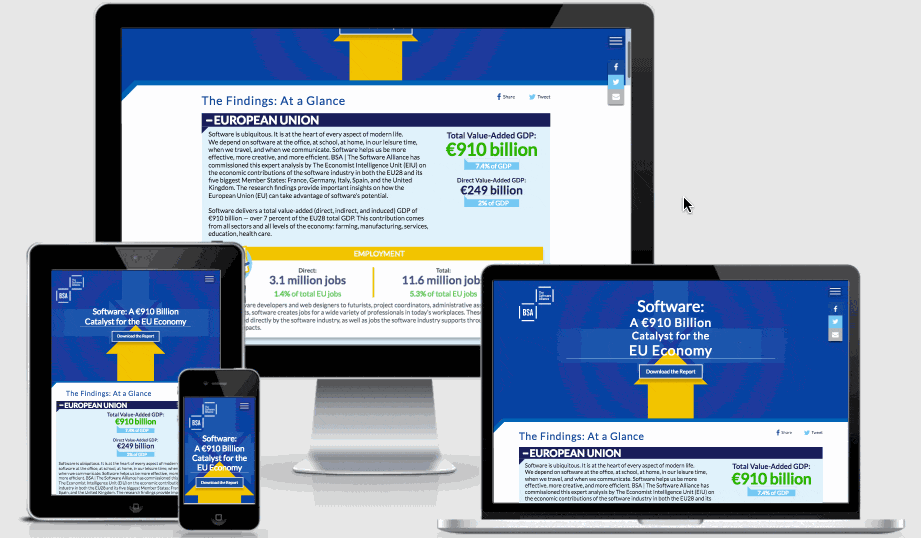 The Findings: At a Glance
Share
Tweet
EUROPEAN UNION
Software is ubiquitous. It is at the heart of every aspect of modern life.
We depend on software at the office, at school, at home, in our leisure time,
when we travel, and when we communicate. Software helps us be more
effective, more creative, and more efficient. BSA | The Software Alliance has
commissioned this expert analysis by The Economist Intelligence Unit (EIU) on
the economic contributions of the software industry in both the EU28 and its
five biggest Member States: France, Germany, Italy, Spain, and the United
Kingdom. The research findings provide important insights on how the
European Union (EU) can take advantage of software's potential.
Software delivers a total value-added (direct, indirect, and induced) GDP of
€910 billion — over 7 percent of the EU28 total GDP. This contribution comes
from all sectors and all levels of the economy: farming, manufacturing, services,
education, health care.
Total Value-Added GDP:
€910 billion
7.4% of GDP
Direct Value-Added GDP:
€249 billion
2% of GDP
EMPLOYMENT
Direct:
3.1 million jobs
1.4% of total EU jobs
Total:
11.6 million job
5.3% of total EU jobs
are developers and web designers to futurists, project coordinators, administrative as
s, software creates jobs for a wide variety of professionals in today's workplaces. These
d directly by the software industry, as well as jobs the software industry supports throu
pacts.
BSA
Software: A €910 Billion
Catalyst for the EU Economy
Download the Report
The Findings: At a Glance
EUROPEAN UNION
Total Value-Added GDP:
€910 billion
Direct Value-Added GDP:
€249 billion
2% of GDP
BSA
Software:
A €910 Billion
Catalyst for
the EU Economy
Download the Report
BSA
Software:
A €910 Billion
Catalyst for the
EU Economy
Download the Report
The Findings: At a Glance
Share
Tweet
EUROPEAN UNION
Software is ubiquitous. It is at the heart of every aspect of modern life.
We depend on software at the office, at school, at home, in our leisure time,
when we travel, and when we communicate. Software helps us be more
effective, more creative, and more efficient. BSA | The Software Alliance has
commissioned this expert analysis by The Economist Intelligence Unit (EIU) on
the economic contributions of the software industry in both the EU28 and its
Total Value-Added GDP:
€910 billion
7.4% of GDP